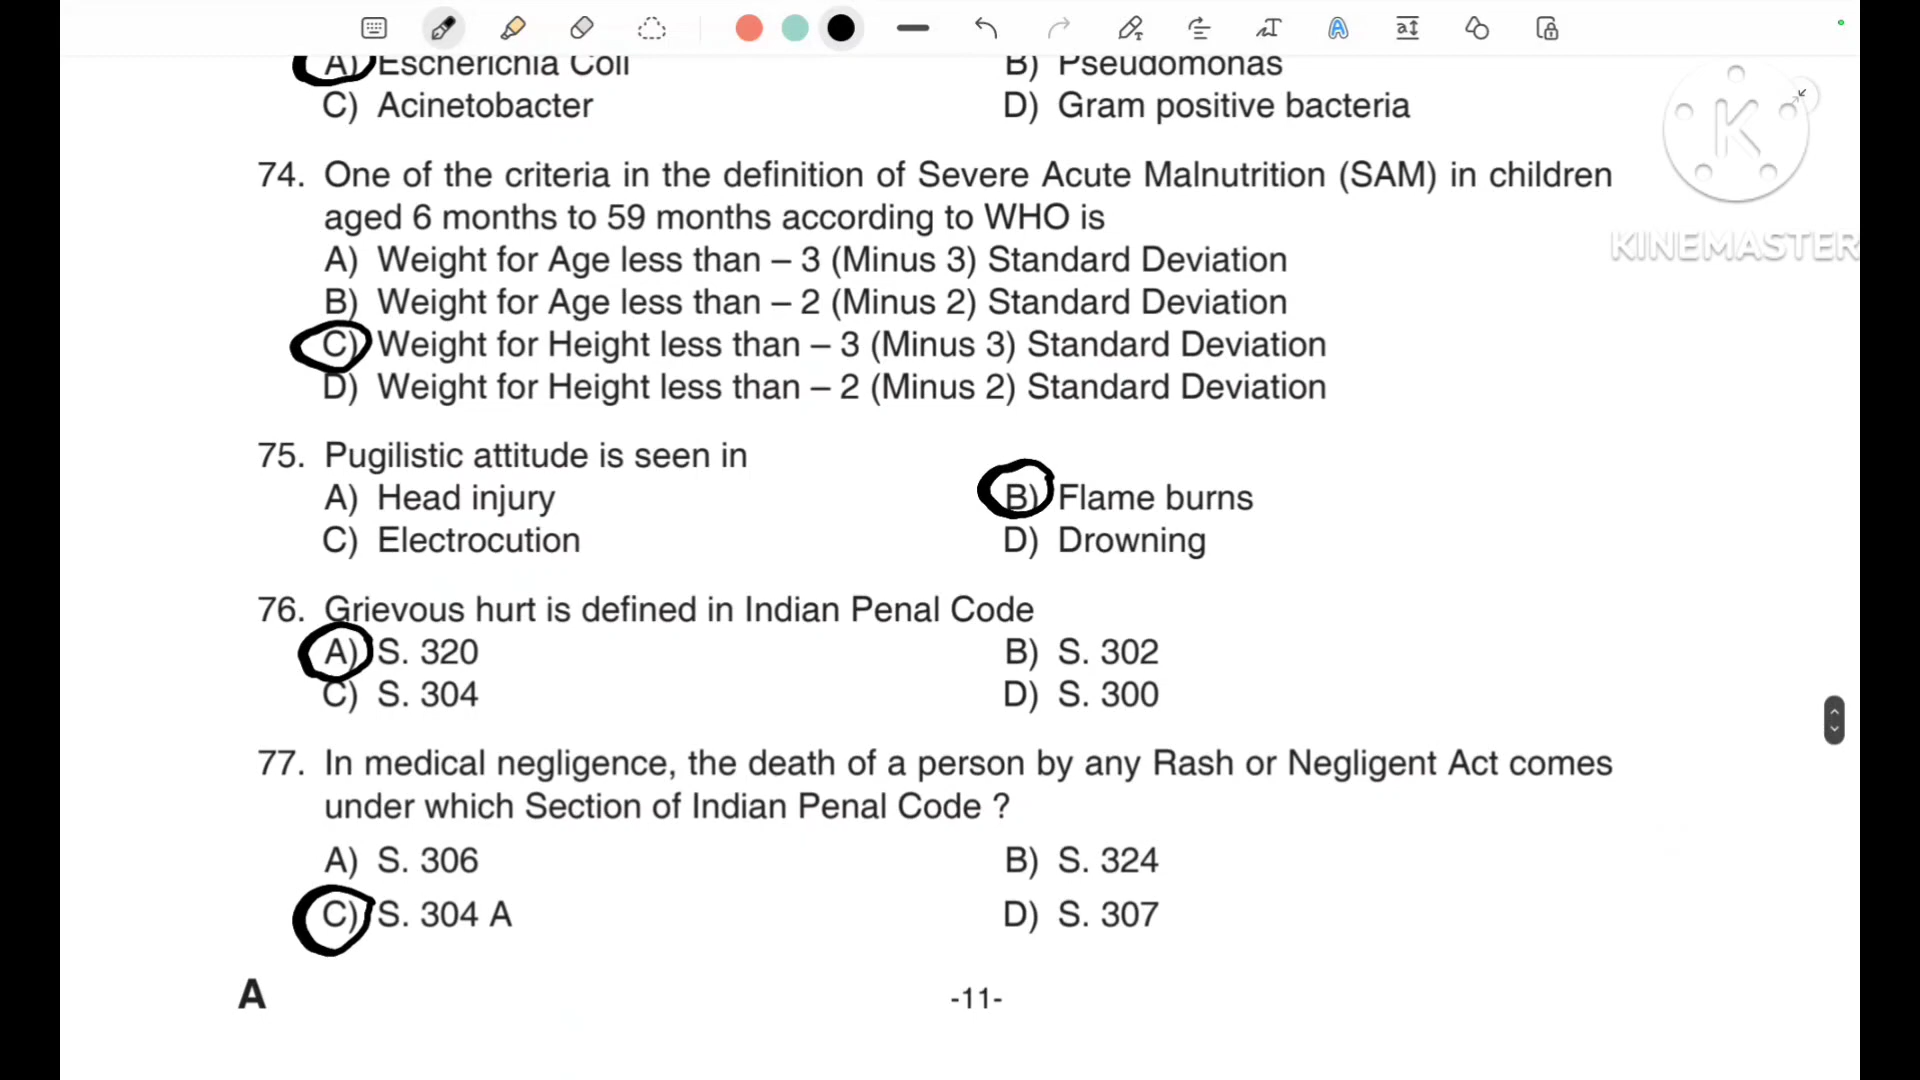 A) Escherichia Coli B) Pseudomonas
C) Acinetobacter D) Gram positive bacteria
74. One of the criteria in the definition of Severe Acute Malnutrition (SAM) in children
aged 6 months to 59 months according to WHO is
A) Weight for Age less than – 3 (Minus 3) Standard Deviation
B) Weight for Age less than – 2 (Minus 2) Standard Deviation
C) Weight for Height less than – 3 (Minus 3) Standard Deviation
D) Weight for Height less than – 2 (Minus 2) Standard Deviation
75. Pugilistic attitude is seen in
A) Head injury B) Flame burns
C) Electrocution D) Drowning
76. Grievous hurt is defined in Indian Penal Code
A) S. 320 B) S. 302
C) S. 304 D) S. 300
77. In medical negligence, the death of a person by any Rash or Negligent Act comes
under which Section of Indian Penal Code ?
A) S. 306 B) S. 324
C) S. 304 A D) S. 307
A -11-
K
KINEMASTER